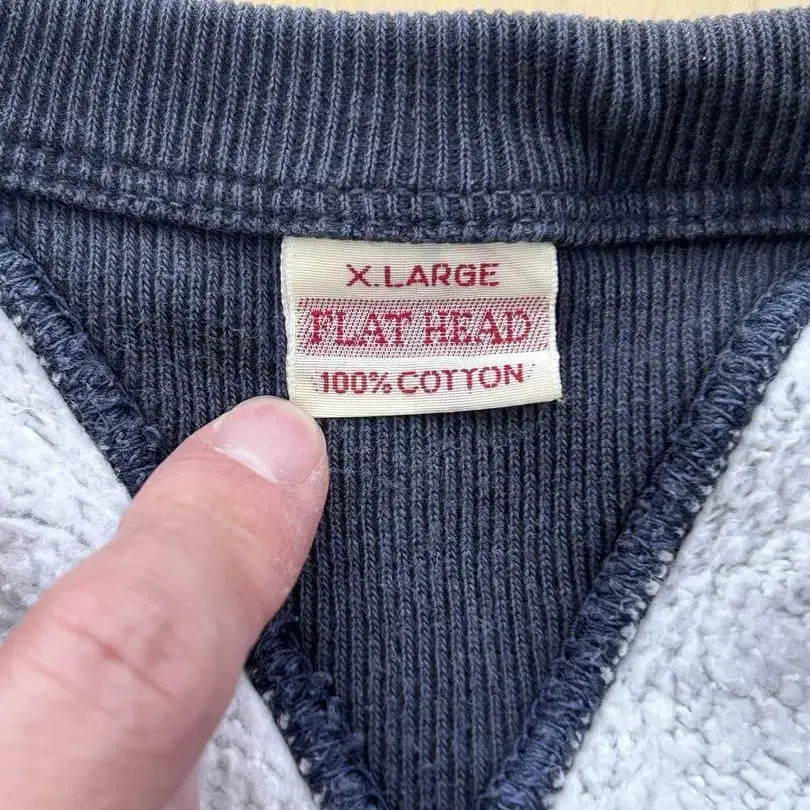 X.LARGE
FLAT HEAD
100% COTTON